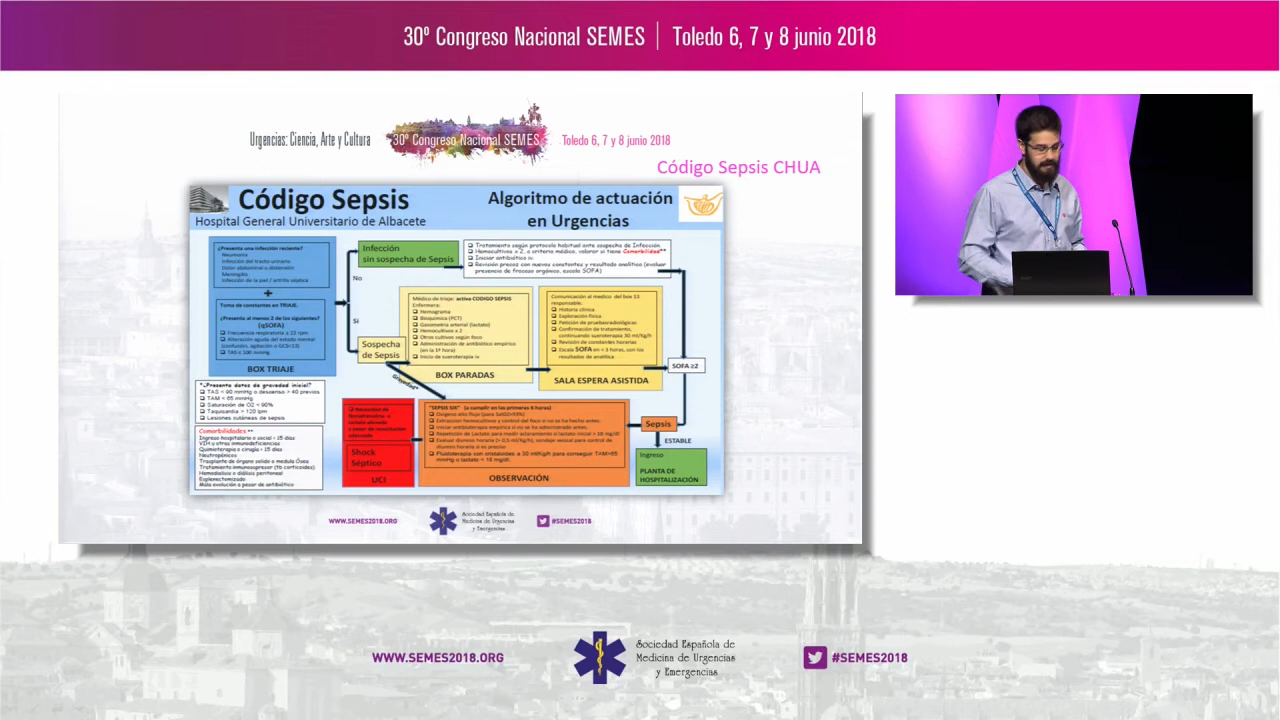 30º Congreso Nacional SEMES | Toledo 6, 7 y 8 junio 2018
Urgencias: Ciencia, Arte y Cultura
30º Congreso Nacional SEMES
Toledo 6, 7 y 8 junio 2018
Código Sepsis CHUA
Código Sepsis
Hospital General Universitario de Albacete
Algoritmo de actuación
en Urgencias
¿Presenta una infección reciente?
Neumonía
Infección del tracto urinario
Dolor abdominal o distensión
Meningitis
Infección de la piel / artritis séptica
+
Toma de constantes en TRIAJE.
¿Presenta al menos 2 de los siguientes?
(qSOFA)
Frecuencia respiratoria ≥ 22 rpm
Alteración aguda del estado mental
TAS ≤ 100 mmHg
BOX TRIAJE
No
Si
Infección
sin sospecha de Sepsis
Tratamiento según protocolo habitual ante sospecha de Infección.
Hemocultivos x 2, a criterio médico, valorar si tiene Comorbilidad**
Iniciar antibiótico iv.
Revisión precoz con nuevas constantes y resultado analítica (evaluar
presencia de fracaso orgánico, escala SOFA)
Sospecha
de Sepsis
Médico de triaje: activa CODIGO SEPSIS
Enfermera:
Hemograma
Bioquímica (PCT)
Gasometría arterial (lactato)
Hemocultivos x 2
Otros cultivos según foco
Administración de antibiótico empírico
(en la 1ª hora)
Inicio de sueroterapia iv
BOX PARADAS
Comunicación al medico del box 13
responsable.
Historia clínica
Exploración física
Petición de pruebas radiológicas
Confirmación de tratamiento,
continuando sueroterapia 30 ml/Kg/h
Revisión de constantes horarias
Escala SOFA en < 3 horas, con los
resultados de analítica
SALA ESPERA ASISTIDA
SOFA ≥2
*¿Presenta datos de gravedad inicial?
TAS < 90 mmHg o descenso > 40 previos
TAM < 65 mmHg
Saturación de O2 < 90%
Taquicardia > 120 lpm
Lesiones cutáneas de sepsis
Comorbilidades **
Ingreso hospitalario o social < 15 días
VIH u otras inmunodeficiencias
Quimioterapia o cirugía < 15 días
Neutropénicos
Trasplante de órgano solido o medula Ósea
Tratamiento inmunosupresor (tb corticoides)
Hemodiálisis o diálisis peritoneal
Esplenectomizado
Mala evolución a pesar de antibiótico
Shock
Séptico
UCI
"SEPSIS SIX" (a cumplir en las primeras 6 horas)
Oxígeno alto flujo (para SatO2>93%)
Extracción hemocultivos y control del foco si no se ha hecho antes.
Iniciar antibioterapia empírica si no se ha administrado antes.
Repetición de Lactato para medir aclaramiento si lactato inicial > 18 mg/dl
Evaluar diuresis horaria (> 0,5 ml/Kg/h), sondaje vesical para control de
diuresis horaria si es preciso
Fluidoterapia con cristaloides a 30 ml/Kg/h para conseguir TAM>65
mmHg o lactato < 18 mg/dl.
OBSERVACIÓN
Sepsis
ESTABLE
Ingreso
PLANTA DE
HOSPITALIZACIÓN
WWW.SEMES2018.ORG
Sociedad Española de
Medicina de Urgencias
y Emergencias
#SEMES2018
WWW.SEMES2018.ORG
Sociedad Española de
Medicina de Urgencias
y Emergencias
#SEMES2018